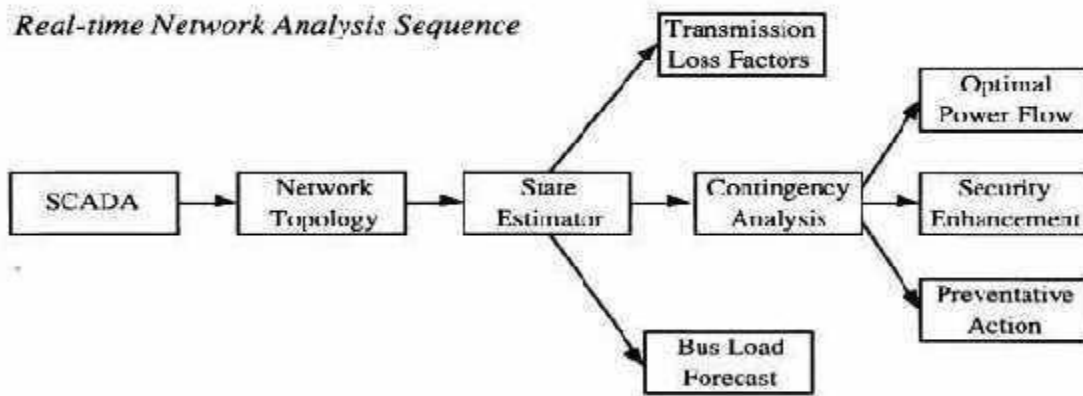 Real-time Network Analysis Sequence
Transmission
Loss Factors
Optimal
Power Flow
SCADA
Network
Topology
State
Estimator
Contingency
Analysis
Security
Enhancement
Preventative
Action
Bus Load
Forecast